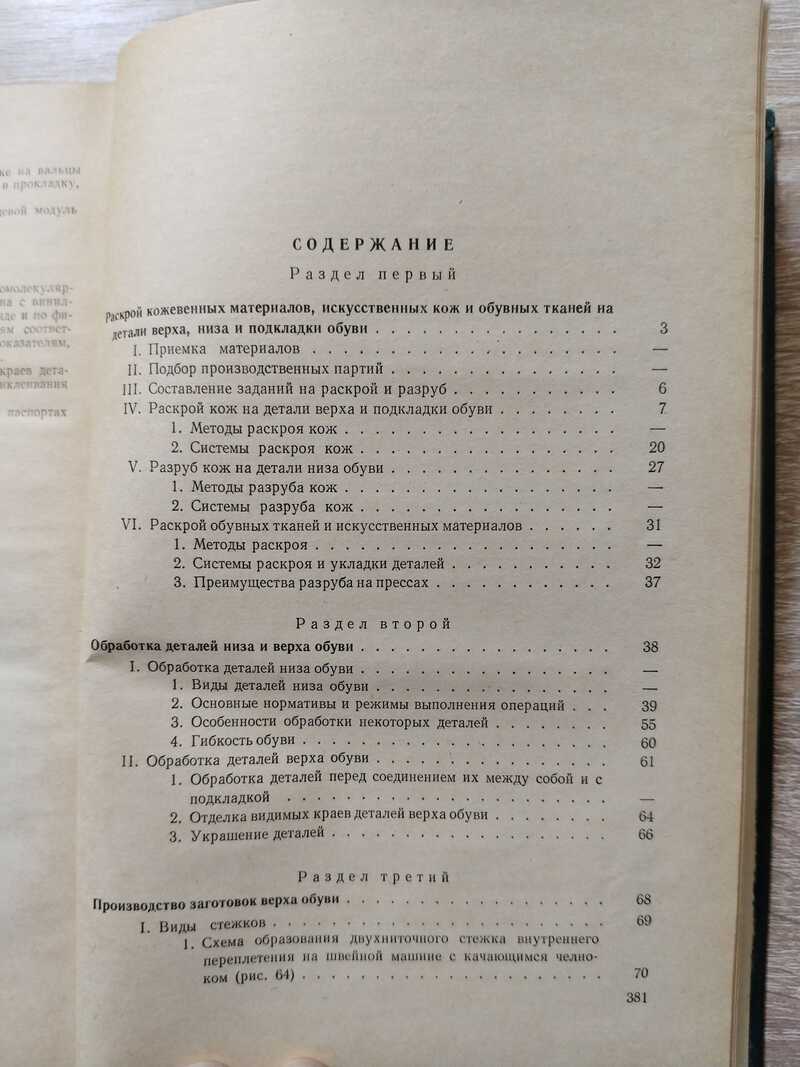 ке на вальцы
в прокладку,
модуль
СОДЕРЖАНИЕ
Раздел первый
Раскрой кожевенных материалов, искусственных кож и обувных тканей на
детали верха, низа и подкладки обуви . . . . . . . . . . . . . . . . 3
I. Приемка материалов . . . . . . . . . . . . . . . . . . . —
II. Подбор производственных партий . . . . . . . . . . . . . . —
III. Составление заданий на раскрой и разруб . . . . . . . . . . . 6
IV. Раскрой кож на детали верха и подкладки обуви . . . . . . . . 7
1. Методы раскроя кож . . . . . . . . . . . . . . . . . —
2. Системы раскроя кож . . . . . . . . . . . . . . . . 20
V. Разруб кож на детали низа обуви . . . . . . . . . . . . . . 27
1. Методы разруба кож . . . . . . . . . . . . . . . . . —
2. Системы разруба кож . . . . . . . . . . . . . . . . —
VI. Раскрой обувных тканей и искусственных материалов . . . . . . 31
1. Методы раскроя . . . . . . . . . . . . . . . . . . . —
2. Системы раскроя и укладки деталей . . . . . . . . . . . 32
3. Преимущества разруба на прессах . . . . . . . . . . . . 37
Раздел второй
Обработка деталей низа и верха обуви . . . . . . . . . . . . . . . . 38
I. Обработка деталей низа обуви . . . . . . . . . . . . . . . . —
1. Виды деталей низа обуви . . . . . . . . . . . . . . . —
2. Основные нормативы и режимы выполнения операций . . . 39
3. Особенности обработки некоторых деталей . . . . . . . . 55
4. Гибкость обуви . . . . . . . . . . . . . . . . . . . 60
II. Обработка деталей верха обуви . . . . . . . . . . . . . . . 61
1. Обработка деталей перед соединением их между собой и с
подкладкой . . . . . . . . . . . . . . . . . . . . —
2. Отделка видимых краев деталей верха обуви . . . . . . . . 64
3. Украшение деталей . . . . . . . . . . . . . . . . . 66
Раздел третий
Производство заготовок верха обуви . . . . . . . . . . . . . . . . . 68
I. Виды стежков . . . . . . . . . . . . . . . . . . . . . 69
1. Схема образования двухниточного стежка внутреннего
переплетения на швейной машине с качающимся челно-
ком (рис. 64) . . . . . . . . . . . . . . . . . . . 70
381